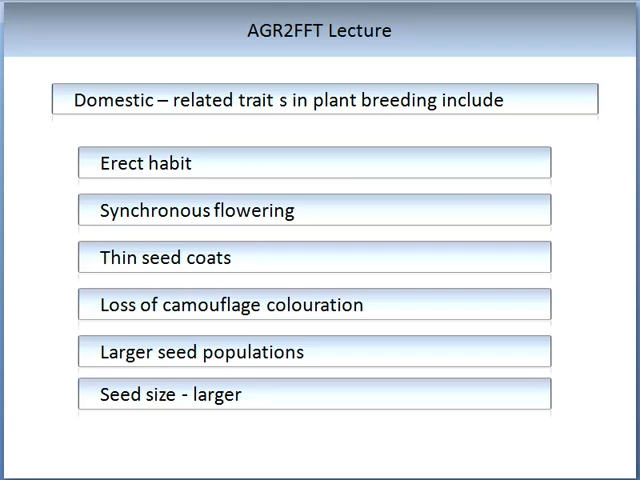 AGR2FFT Lecture
Domestic – related trait s in plant breeding include
Erect habit
Synchronous flowering
Thin seed coats
Loss of camouflage colouration
Larger seed populations
Seed size - larger